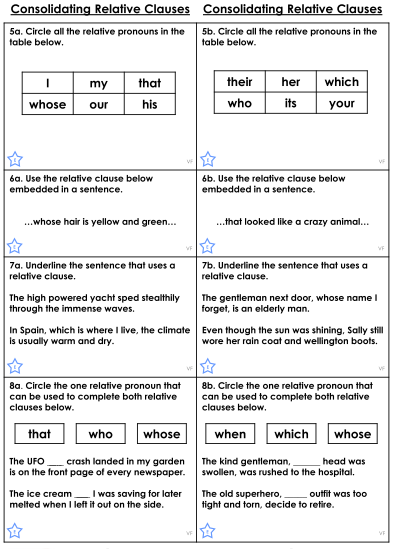 Consolidating Relative Clauses
Consolidating Relative Clauses
5a. Circle all the relative pronouns in the
table below.
I my that
whose our his
VF
5b. Circle all the relative pronouns in the
table below.
their her which
who its your
VF
6a. Use the relative clause below
embedded in a sentence.
…whose hair is yellow and green…
VF
6b. Use the relative clause below
embedded in a sentence.
…that looked like a crazy animal…
VF
7a. Underline the sentence that uses a
relative clause.
The high powered yacht sped stealthily
through the immense waves.
In Spain, which is where I live, the climate
is usually warm and dry.
VF
7b. Underline the sentence that uses a
relative clause.
The gentleman next door, whose name I
forget, is an elderly man.
Even though the sun was shining, Sally still
wore her rain coat and wellington boots.
VF
8a. Circle the one relative pronoun that
can be used to complete both relative
clauses below.
that who whose
The UFO ___ crash landed in my garden
is on the front page of every newspaper.
The ice cream ___ I was saving for later
melted when I left it out on the side.
VF
8b. Circle the one relative pronoun that
can be used to complete both relative
clauses below.
when which whose
The kind gentleman, _____ head was
swollen, was rushed to the hospital.
The old superhero, ____ outfit was too
tight and torn, decide to retire.
VF